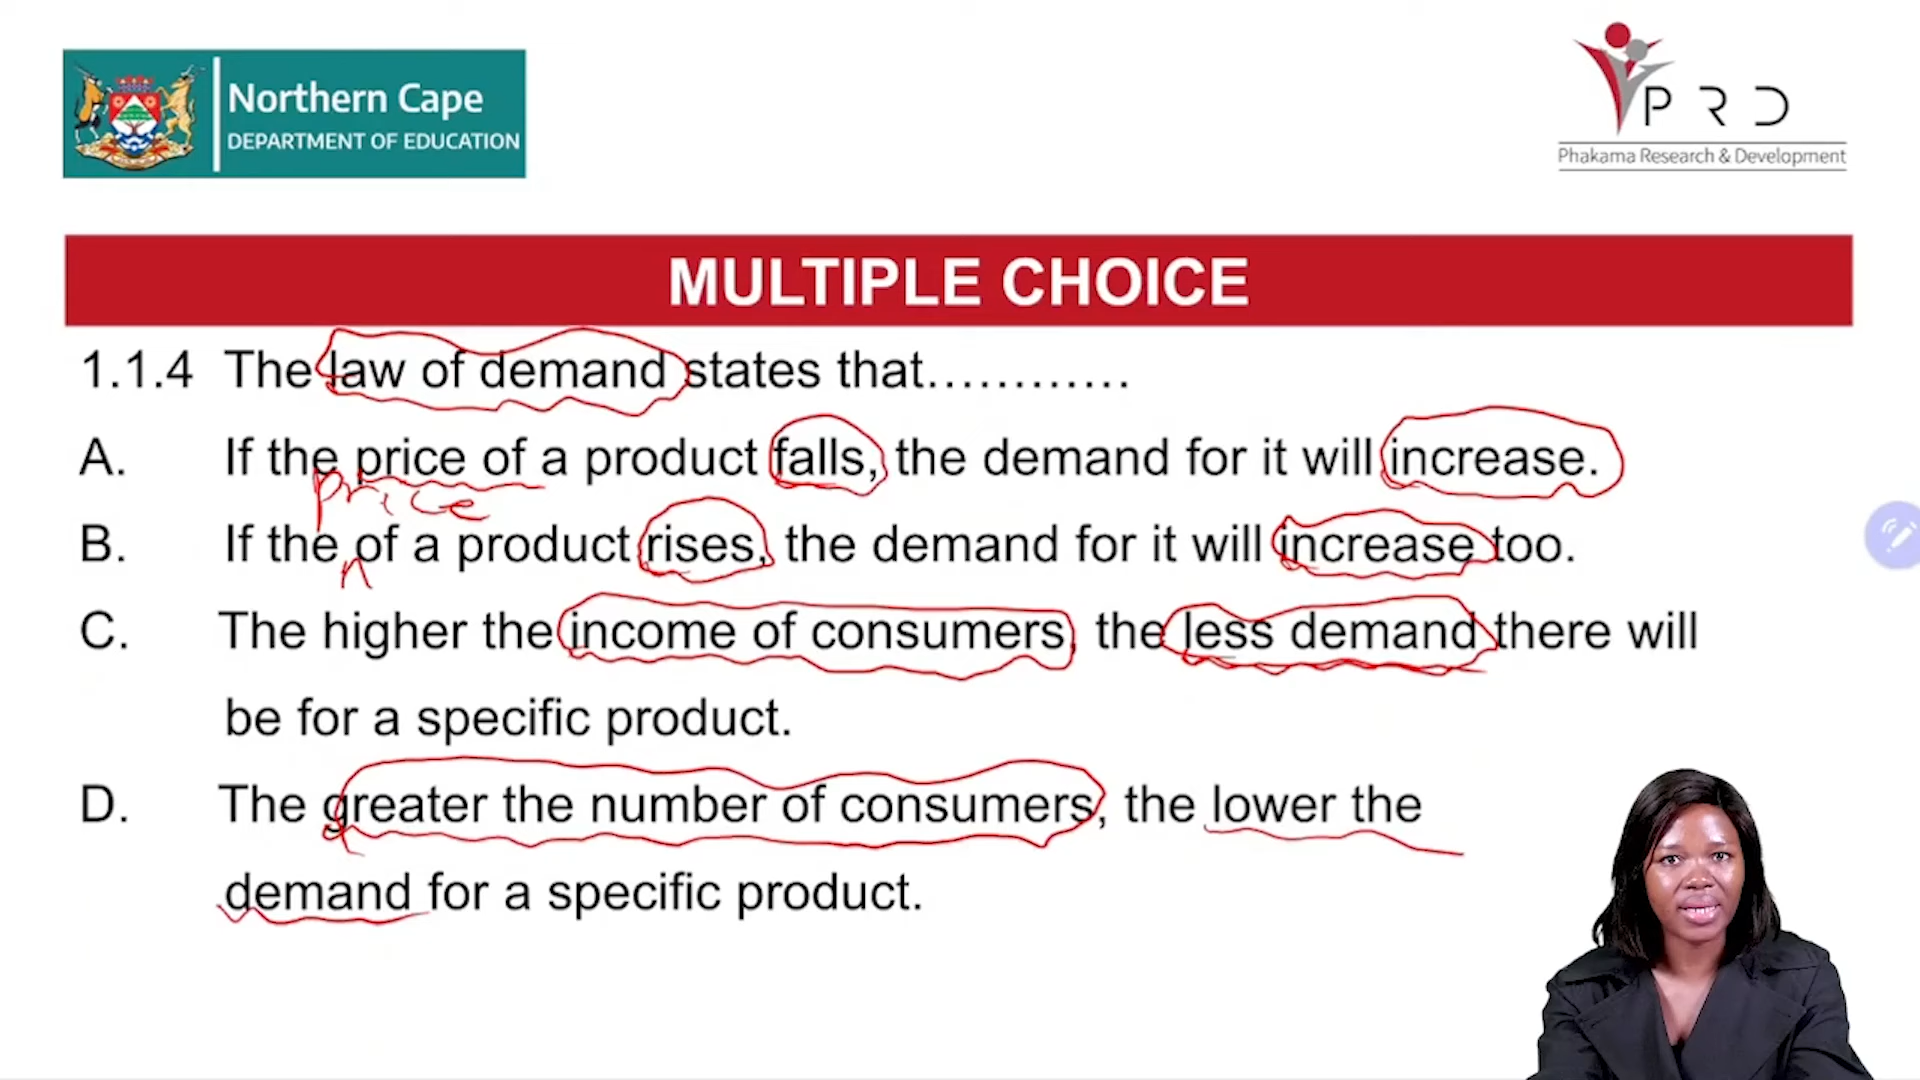 Northern Cape
DEPARTMENT OF EDUCATION
PRD
Phakama Research & Development
MULTIPLE CHOICE
1.1.4 The law of demand states that............
A. If the price of a product falls, the demand for it will increase.
price
B. If the of a product rises, the demand for it will increase too.
C. The higher the income of consumers, the less demand there will
be for a specific product.
D. The greater the number of consumers, the lower the
demand for a specific product.